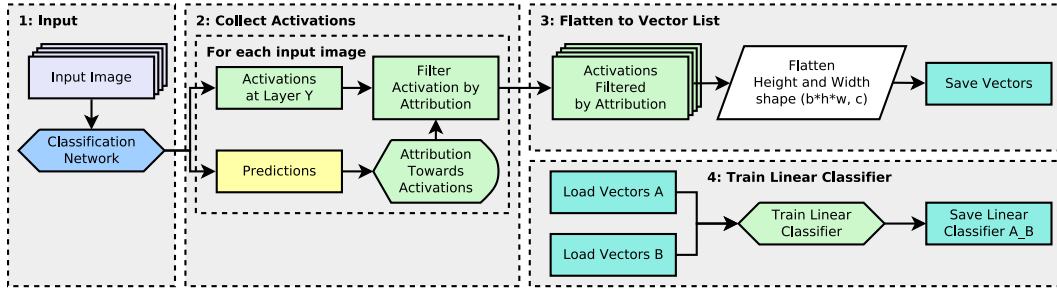 1: Input
Input Image
Classification
Network
2: Collect Activations
For each input image
Activations
at Layer Y
Filter
Activation by
Attribution
Predictions
Attribution
Towards
Activations
3: Flatten to Vector List
Activations
Filtered
by Attribution
Flatten
Height and Width
shape (b*h*w, c)
Save Vectors
4: Train Linear Classifier
Load Vectors A
Load Vectors B
Train Linear
Classifier
Save Linear
Classifier A_B